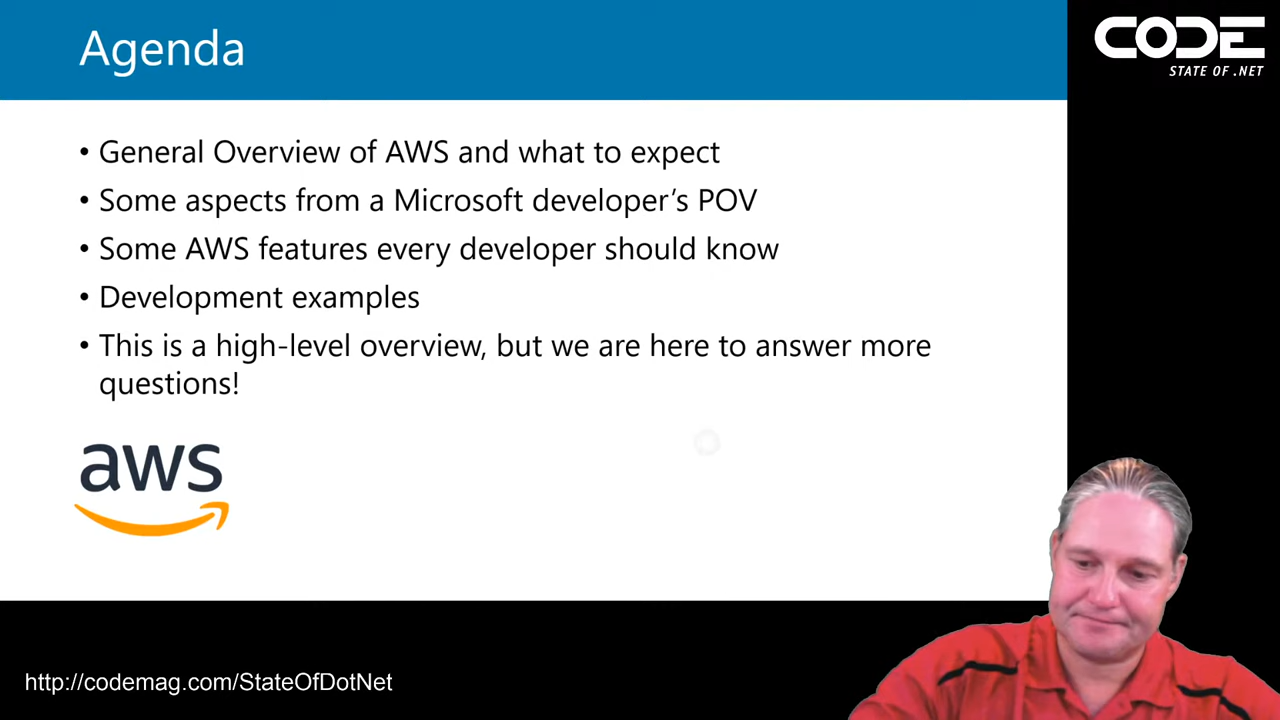 Agenda
CODE
STATE OF .NET
• General Overview of AWS and what to expect
• Some aspects from a Microsoft developer’s POV
• Some AWS features every developer should know
• Development examples
• This is a high-level overview, but we are here to answer more
questions!
aws
http://codemag.com/StateOfDotNet